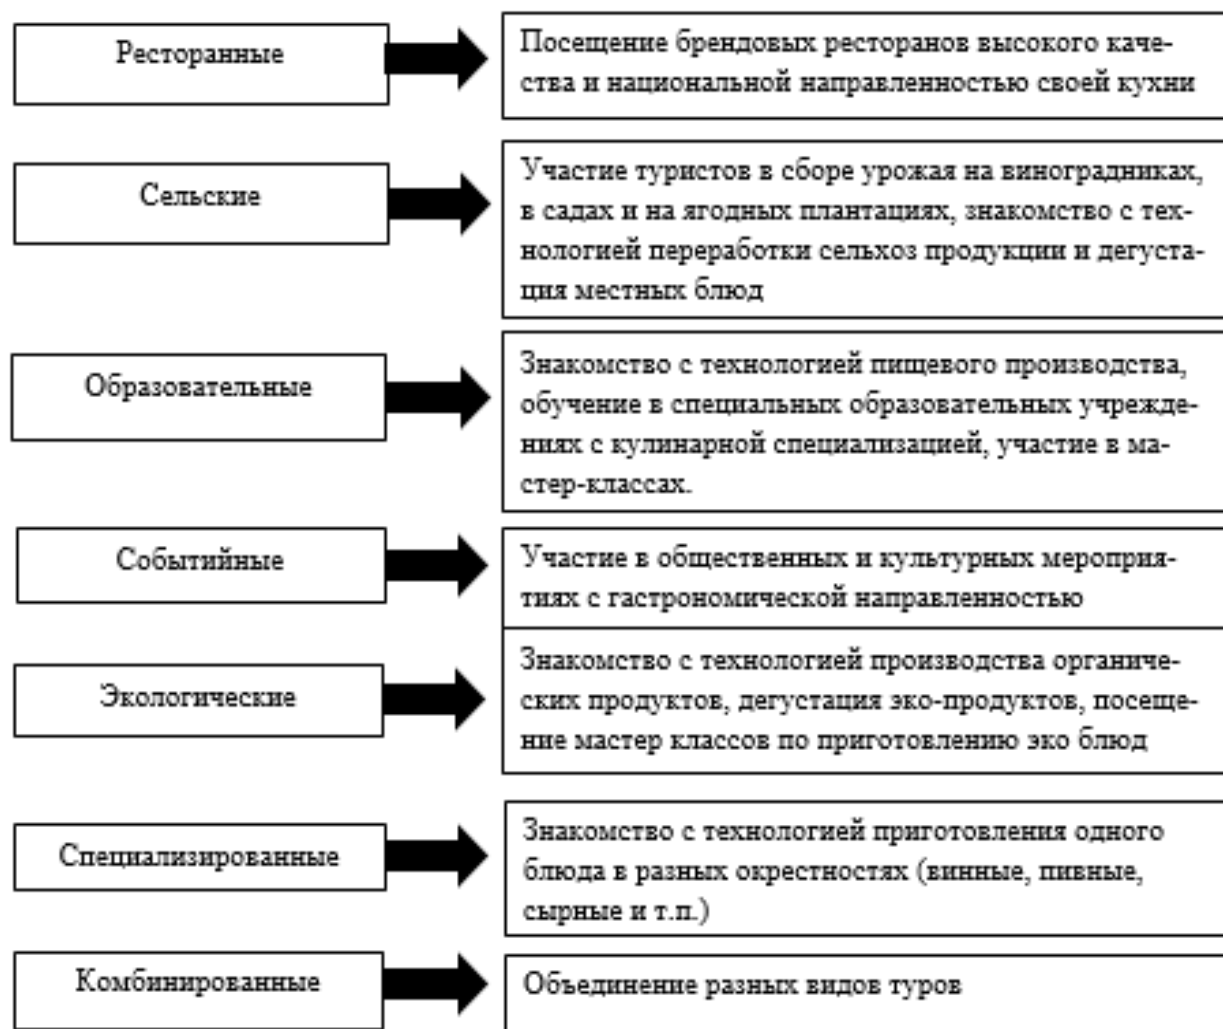 Ресторанные
Посещение брендовых ресторанов высокого каче-
ства и национальной направленностью своей кухни
Сельские
Участие туристов в сборе урожая на виноградниках,
в садах и на ягодных плантациях, знакомство с тех-
нологией переработки сельхоз продукции и дегуста-
ция местных блюд
Образовательные
Знакомство с технологией пищевого производства,
обучение в специальных образовательных учрежде-
ниях с кулинарной специализацией, участие в ма-
стер-классах.
Событийные
Участие в общественных и культурных мероприя-
тиях с гастрономической направленностью
Экологические
Знакомство с технологией производства органиче-
ских продуктов, дегустация эко-продуктов, посеще-
ние мастер классов по приготовлению эко блюд
Специализированные
Знакомство с технологией приготовления одного
блюда в разных окрестностях (винные, пивные,
сырные и т.п.)
Комбинированные
Объединение разных видов туров